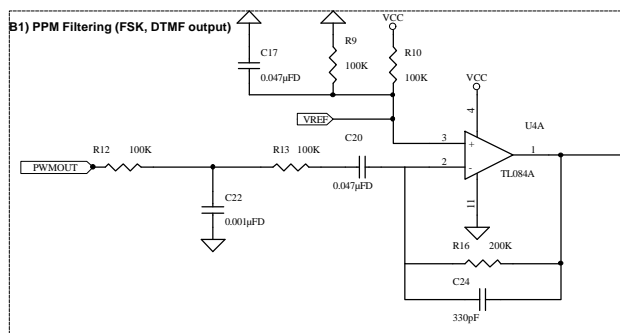 B1) PPM Filtering (FSK, DTMF output)
VCC
C17
0.047µFD
R9
100K
R10
100K
VCC
4
VREF
U4A
R12
100K
R13
100K
C20
0.047µFD
3
+
2
-
1
TL084A
PWMOUT
C22
0.001µFD
11
R16
200K
C24
330pF